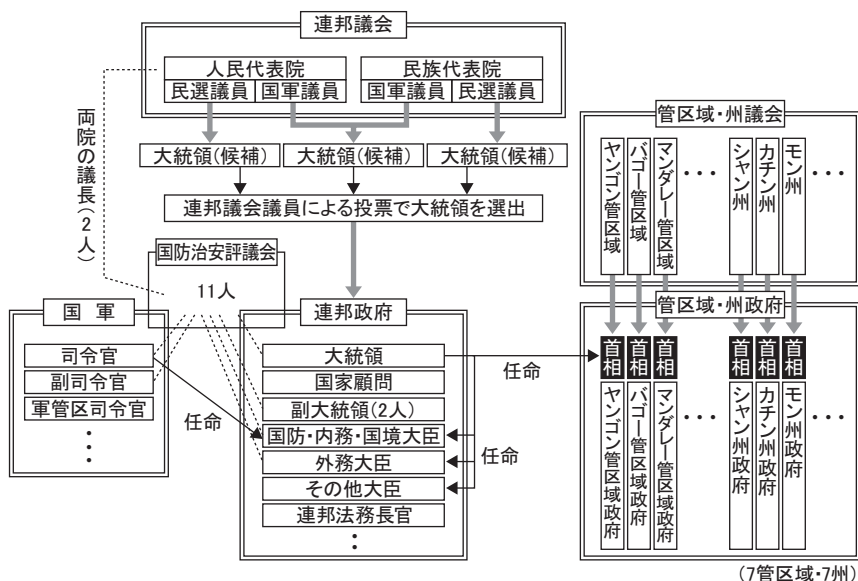 連邦議会
人民代表院
民族代表院
民選議員
国軍議員
国軍議員
民選議員
両院の議長(2人)
大統領(候補)
大統領(候補)
大統領(候補)
連邦議会議員による投票で大統領を選出
国防治安評議会
11人
国軍
司令官
副司令官
軍管区司令官
・
・
・
任命
連邦政府
大統領
国家顧問
副大統領(2人)
国防・内務・国境大臣
外務大臣
その他大臣
連邦法務長官
・
・
任命
任命
管区域・州議会
ヤンゴン管区域
バゴー管区域
マンダレー管区域
・・・
シャン州
カチン州
モン州
・・・
管区域・州政府
首相
首相
首相
首相
首相
首相
ヤンゴン管区域政府
バゴー管区域政府
マンダレー管区域政府
・・・
シャン州政府
カチン州政府
モン州政府
・・・
(7管区域・7州)